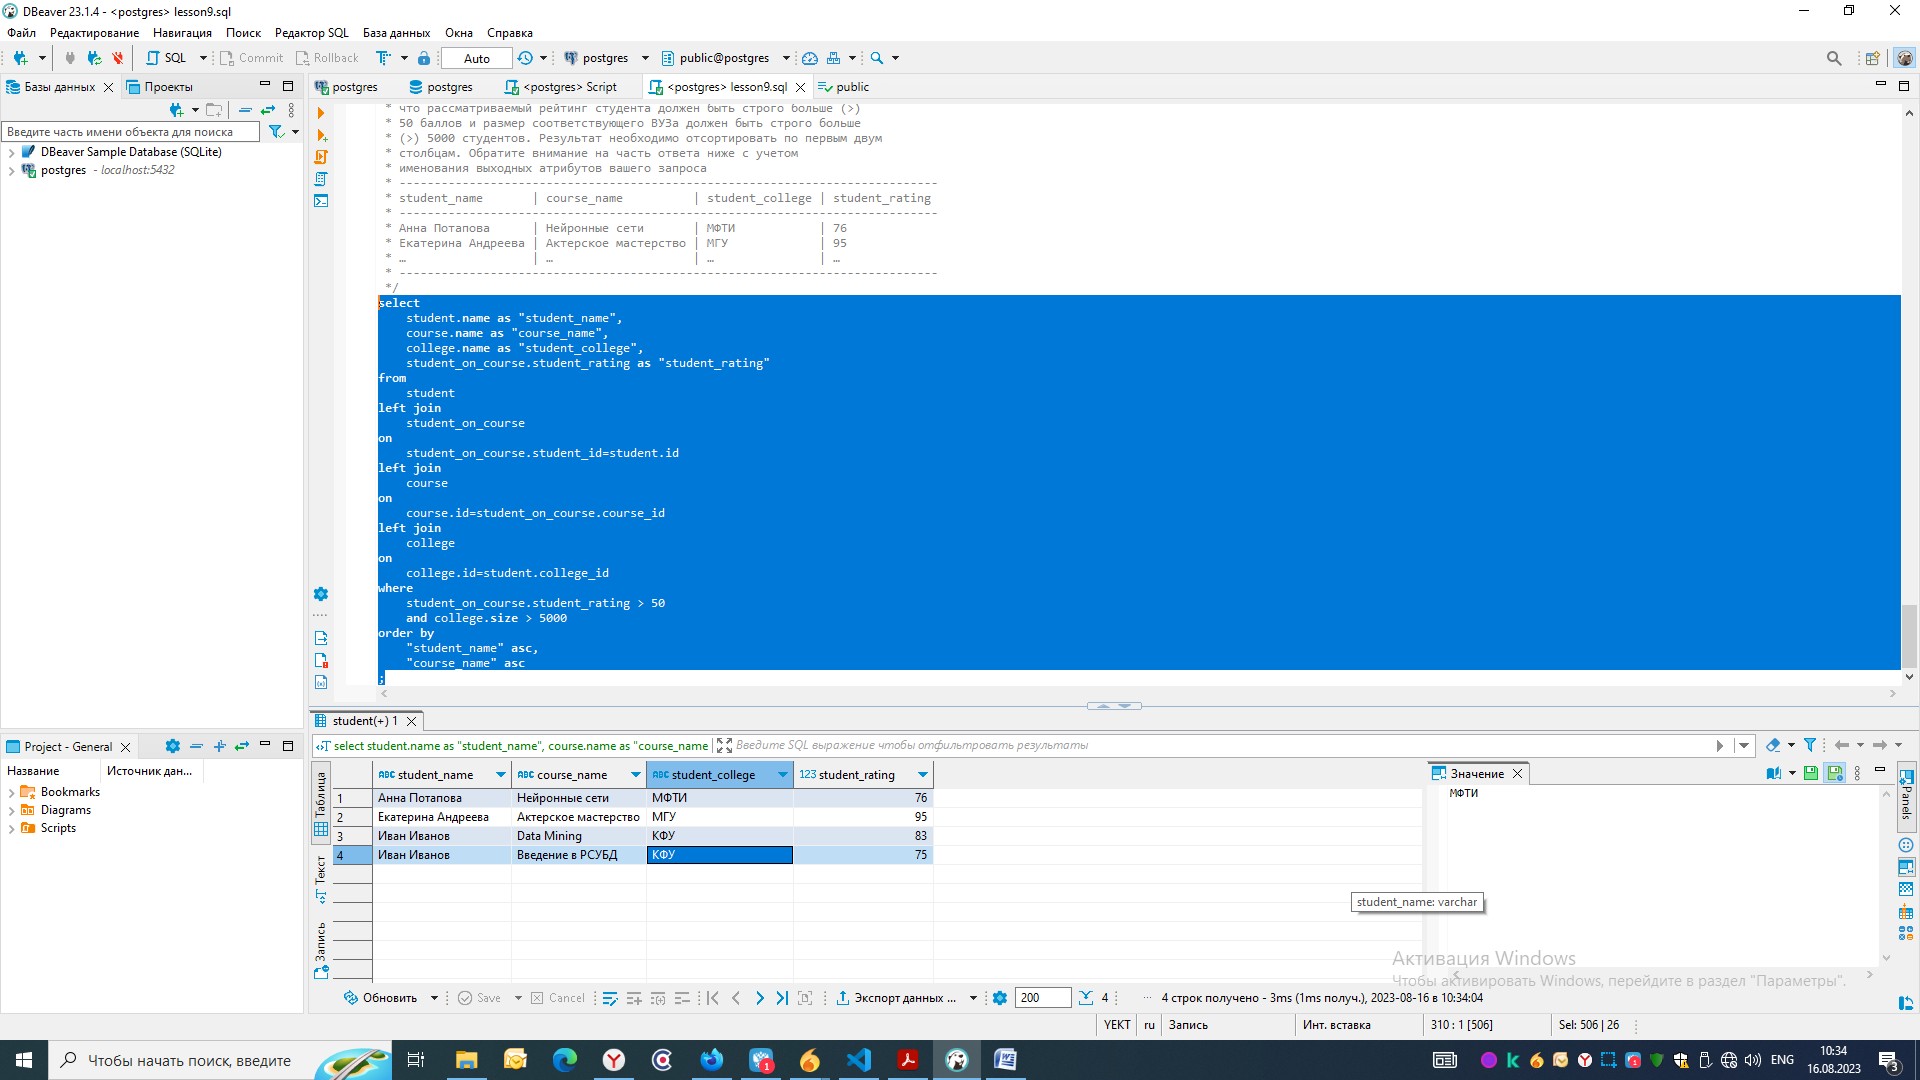 DBeaver 23.1.4 - <postgres> lesson9.sql
Файл Редактирование Навигация Поиск Редактор SQL База данных Окна Справка
SQL Commit Rollback Auto postgres public@postgres
Базы данных Проекты
postgres postgres <postgres> Script <postgres> lesson9.sql public
Введите часть имени объекта для поиска
DBeaver Sample Database (SQLite)
postgres - localhost:5432
* что рассматриваемый рейтинг студента должен быть строго больше (>)
* 50 баллов и размер соответствующего ВУЗа должен быть строго больше
* (>) 5000 студентов. Результат необходимо отсортировать по первым двум
* столбцам. Обратите внимание на часть ответа ниже с учетом
* именования выходных атрибутов вашего запроса
* -----------------------------------------------------------------------------
* student_name | course_name | student_college | student_rating
* -----------------------------------------------------------------------------
* Анна Потапова | Нейронные сети | МФТИ | 76
* Екатерина Андреева | Актерское мастерство | МГУ | 95
* … | … | … | …
* -----------------------------------------------------------------------------
*/
select
student.name as "student_name",
course.name as "course_name",
college.name as "student_college",
student_on_course.student_rating as "student_rating"
from
student
left join
student_on_course
on
student_on_course.student_id=student.id
left join
course
on
course.id=student_on_course.course_id
left join
college
on
college.id=student.college_id
where
student_on_course.student_rating > 50
and college.size > 5000
order by
"student_name" asc,
"course_name" asc
;
Project - General
Название Источник дан...
Bookmarks
Diagrams
Scripts
student(+) 1
select student.name as "student_name", course.name as "course_name Введите SQL выражение чтобы отфильтровать результаты
Таблица
Текст
Запись
ABC student_name ABC course_name ABC student_college 123 student_rating
1 Анна Потапова Нейронные сети МФТИ 76
2 Екатерина Андреева Актерское мастерство МГУ 95
3 Иван Иванов Data Mining КФУ 83
4 Иван Иванов Введение в РСУБД КФУ 75
Значение
МФТИ
Panels
student_name: varchar
Активация Windows
Чтобы активировать Windows, перейдите в раздел "Параметры".
Обновить Save Cancel Экспорт данных ... 200 4 ··· 4 строк получено - 3ms (1ms получ.), 2023-08-16 в 10:34:04
YEKT ru Запись Инт. вставка 310 : 1 [506] Sel: 506 | 26
Чтобы начать поиск, введите
1
1
ENG
10:34
16.08.2023
3